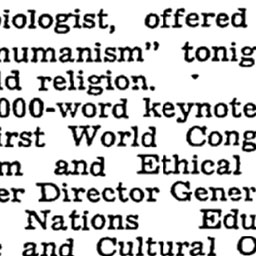 biologist, offered
humanism" tonig
ld religion.
000-word keynote
irst World Cong
m and Ethical
er Director Gener
Nations Edu
and Cultural O